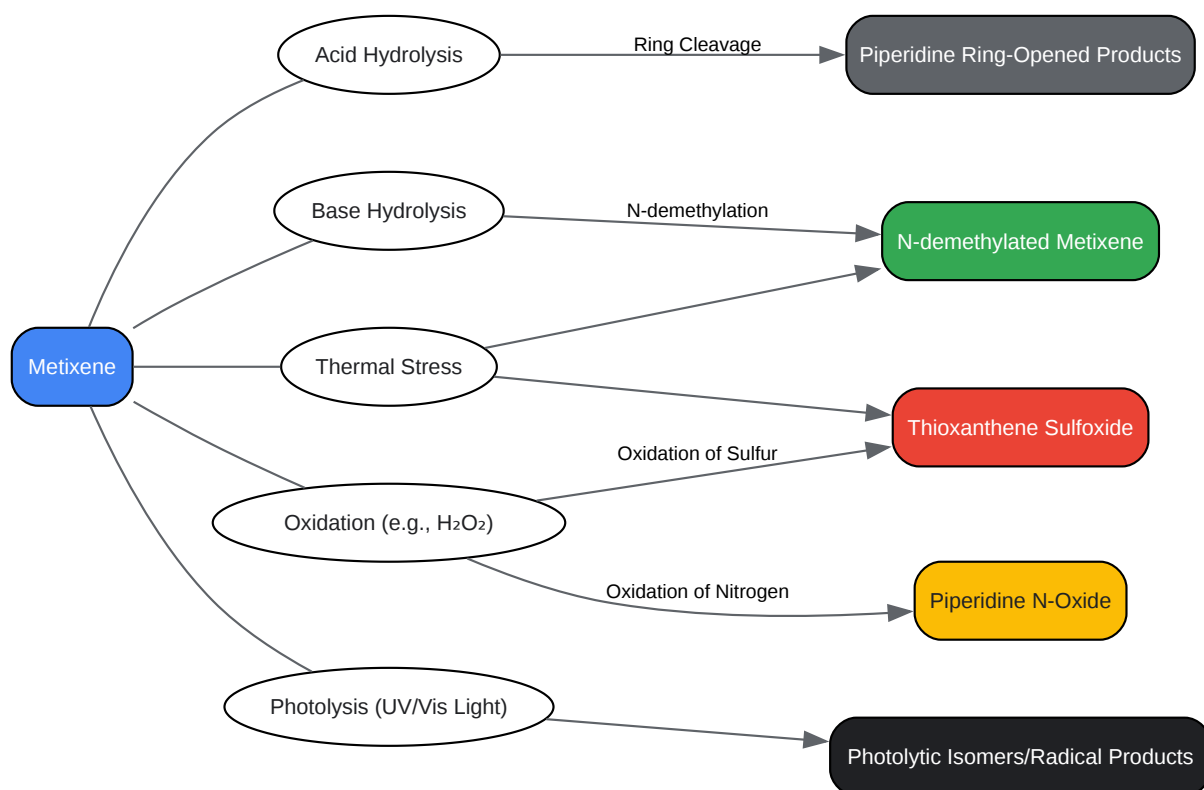 Acid Hydrolysis
Ring Cleavage
Piperidine Ring-Opened Products
Base Hydrolysis
N-demethylation
N-demethylated Metixene
Metixene
Thermal Stress
Thioxanthene Sulfoxide
Oxidation of Sulfur
Oxidation (e.g., H₂O₂)
Oxidation of Nitrogen
Piperidine N-Oxide
Photolysis (UV/Vis Light)
Photolytic Isomers/Radical Products